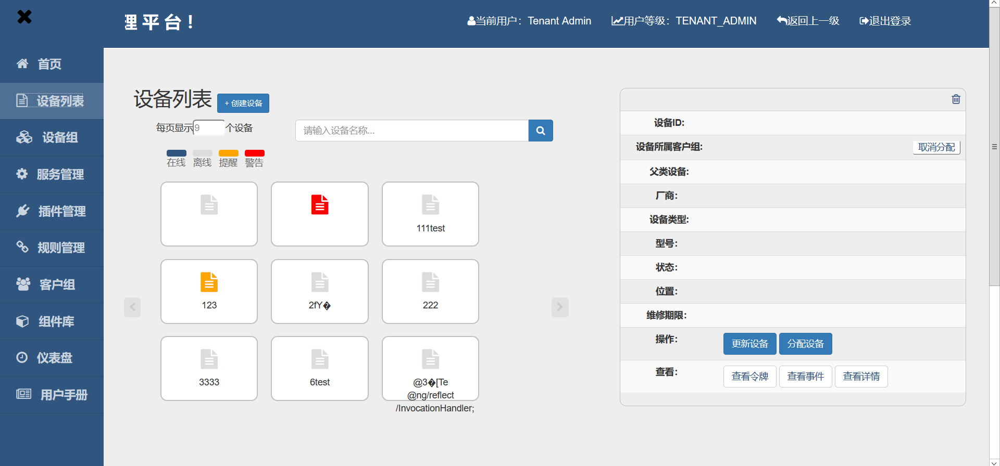 理平台！
当前用户：Tenant Admin
用户等级：TENANT_ADMIN
返回上一级
退出登录
首页
设备列表
设备组
服务管理
插件管理
规则管理
客户组
组件库
仪表盘
用户手册
设备列表
+ 创建设备
每页显示9个设备
请输入设备名称...
在线 离线 提醒 警告
111test
123
2fY�
222
3333
6test
@3�[Te
@ng/reflect
/InvocationHandler;
设备ID:
设备所属客户组:
取消分配
父类设备:
厂商：
设备类型:
型号：
状态：
位置：
维修期限：
操作：
更新设备
分配设备
查看：
查看令牌
查看事件
查看详情